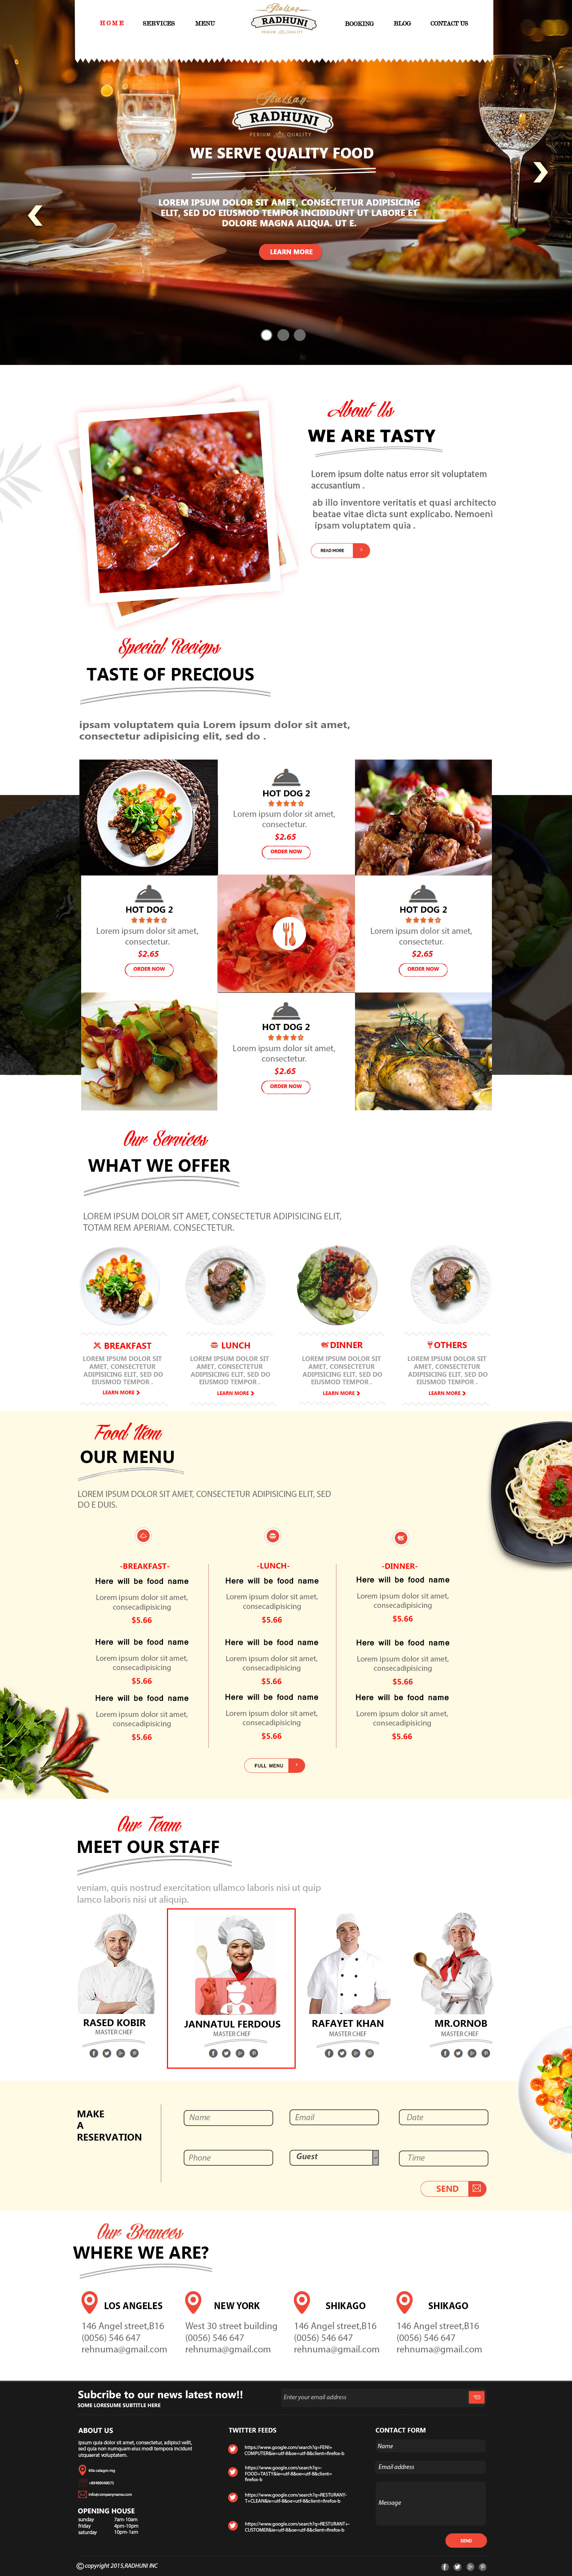 HOME
SERVICES
MENU
Italian
RADHUNI
PERIUM QUALITY
BOOKING
BLOG
CONTACT US
Italian
RADHUNI
PERIUM QUALITY
WE SERVE QUALITY FOOD
LOREM IPSUM DOLOR SIT AMET, CONSECTETUR ADIPISICING
ELIT, SED DO EIUSMOD TEMPOR INCIDIDUNT UT LABORE ET
DOLORE MAGNA ALIQUA. UT E.
LEARN MORE
About Us
WE ARE TASTY
Lorem ipsum dolte natus error sit voluptatem
accusantium .
ab illo inventore veritatis et quasi architecto
beatae vitae dicta sunt explicabo. Nemoeni
ipsam voluptatem quia .
READ MORE
Special Recieps
TASTE OF PRECIOUS
ipsam voluptatem quia Lorem ipsum dolor sit amet,
consectetur adipisicing elit, sed do .
HOT DOG 2
Lorem ipsum dolor sit amet,
consectetur.
$2.65
ORDER NOW
HOT DOG 2
Lorem ipsum dolor sit amet,
consectetur.
$2.65
ORDER NOW
HOT DOG 2
Lorem ipsum dolor sit amet,
consectetur.
$2.65
ORDER NOW
HOT DOG 2
Lorem ipsum dolor sit amet,
consectetur.
$2.65
ORDER NOW
Our Services
WHAT WE OFFER
LOREM IPSUM DOLOR SIT AMET, CONSECTETUR ADIPISICING ELIT,
TOTAM REM APERIAM. CONSECTETUR.
BREAKFAST
LOREM IPSUM DOLOR SIT
AMET, CONSECTETUR
ADIPISICING ELIT, SED DO
EIUSMOD TEMPOR .
LEARN MORE
LUNCH
LOREM IPSUM DOLOR SIT
AMET, CONSECTETUR
ADIPISICING ELIT, SED DO
EIUSMOD TEMPOR .
LEARN MORE
DINNER
LOREM IPSUM DOLOR SIT
AMET, CONSECTETUR
ADIPISICING ELIT, SED DO
EIUSMOD TEMPOR .
LEARN MORE
OTHERS
LOREM IPSUM DOLOR SIT
AMET, CONSECTETUR
ADIPISICING ELIT, SED DO
EIUSMOD TEMPOR .
LEARN MORE
Food Item
OUR MENU
LOREM IPSUM DOLOR SIT AMET, CONSECTETUR ADIPISICING ELIT, SED
DO E DUIS.
-BREAKFAST-
Here will be food name
Lorem ipsum dolor sit amet,
consecadipisicing
$5.66
Here will be food name
Lorem ipsum dolor sit amet,
consecadipisicing
$5.66
Here will be food name
Lorem ipsum dolor sit amet,
consecadipisicing
$5.66
-LUNCH-
Here will be food name
Lorem ipsum dolor sit amet,
consecadipisicing
$5.66
Here will be food name
Lorem ipsum dolor sit amet,
consecadipisicing
$5.66
Here will be food name
Lorem ipsum dolor sit amet,
consecadipisicing
$5.66
-DINNER-
Here will be food name
Lorem ipsum dolor sit amet,
consecadipisicing
$5.66
Here will be food name
Lorem ipsum dolor sit amet,
consecadipisicing
$5.66
Here will be food name
Lorem ipsum dolor sit amet,
consecadipisicing
$5.66
FULL MENU
Our Team
MEET OUR STAFF
veniam, quis nostrud exercitation ullamco laboris nisi ut quip
lamco laboris nisi ut aliquip.
RASED KOBIR
MASTER CHEF
JANNATUL FERDOUS
MASTER CHEF
RAFAYET KHAN
MASTER CHEF
MR.ORNOB
MASTER CHEF
MAKE
A
RESERVATION
Name
Email
Date
Phone
Guest
Time
SEND
Our Brances
WHERE WE ARE?
LOS ANGELES
146 Angel street,B16
(0056) 546 647
rehnuma@gmail.com
NEW YORK
West 30 street building
(0056) 546 647
rehnuma@gmail.com
SHIKAGO
146 Angel street,B16
(0056) 546 647
rehnuma@gmail.com
SHIKAGO
146 Angel street,B16
(0056) 546 647
rehnuma@gmail.com
Subcribe to our news latest now!!
SOME LORESUME SUBTITLE HERE
Enter your email address
ABOUT US
Ipsum quia dolor sit amet, consectetur, adipisci velit,
sed quia non numquam eius modi tempora incidunt
utquaerat voluptatem.
+89489048075
info@companyname.com
OPENING HOUSE
sunday 7am-10am
friday 4pm-10pm
saturday 10pm-1am
TWITTER FEEDS
https://www.google.com/search?q=FENI+
COMPUTER&ie=utf-8&oe=utf-8&client=firefox-b
https://www.google.com/search?q=-
FOOD+TASTY&ie=utf-8&oe=utf-8&client=
firefox-b
https://www.google.com/search?q=RESTURANY-
T+CLEAN&ie=utf-8&oe=utf-8&client=firefox-b
https://www.google.com/search?q=RESTURANT+-
CUSTOMER&ie=utf-8&oe=utf-8&client=firefox-b
CONTACT FORM
Name
Email address
Message
SEND
© copyright 2015,RADHUNI INC